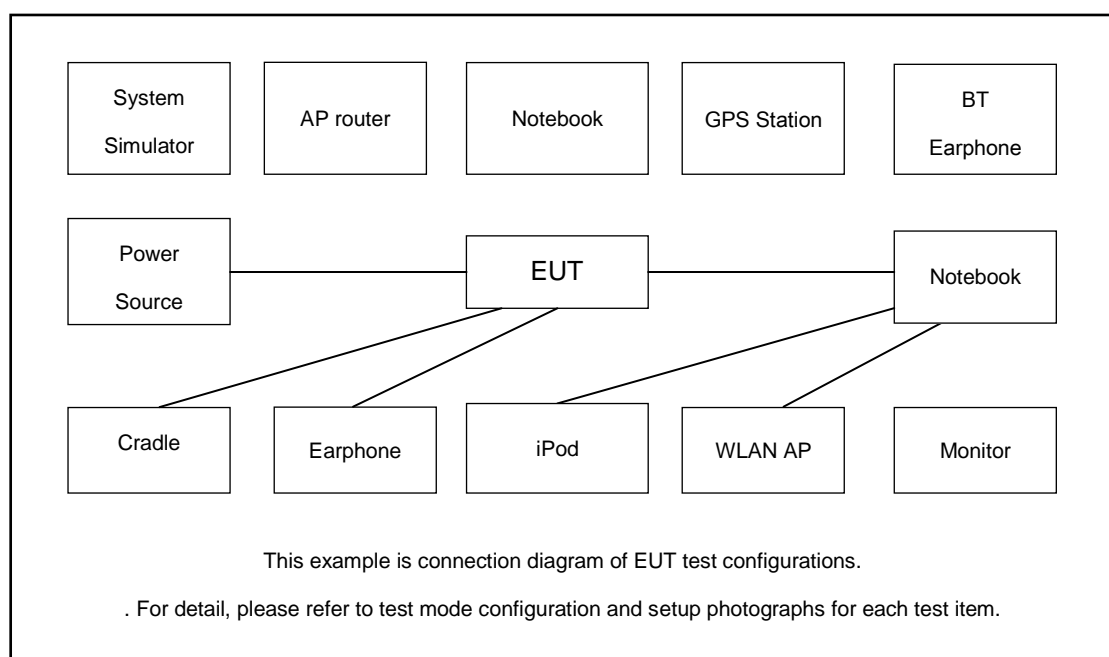 System
Simulator
AP router
Notebook
GPS Station
BT
Earphone
Power
Source
EUT
Notebook
Cradle
Earphone
iPod
WLAN AP
Monitor
This example is connection diagram of EUT test configurations.
. For detail, please refer to test mode configuration and setup photographs for each test item.